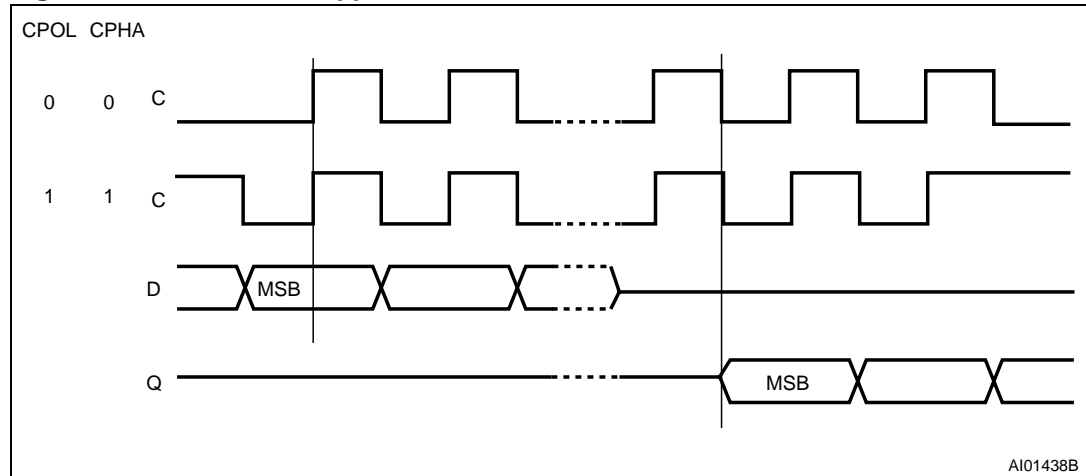 CPOL CPHA
0 0 C
1 1 C
D MSB
Q MSB
AI01438B